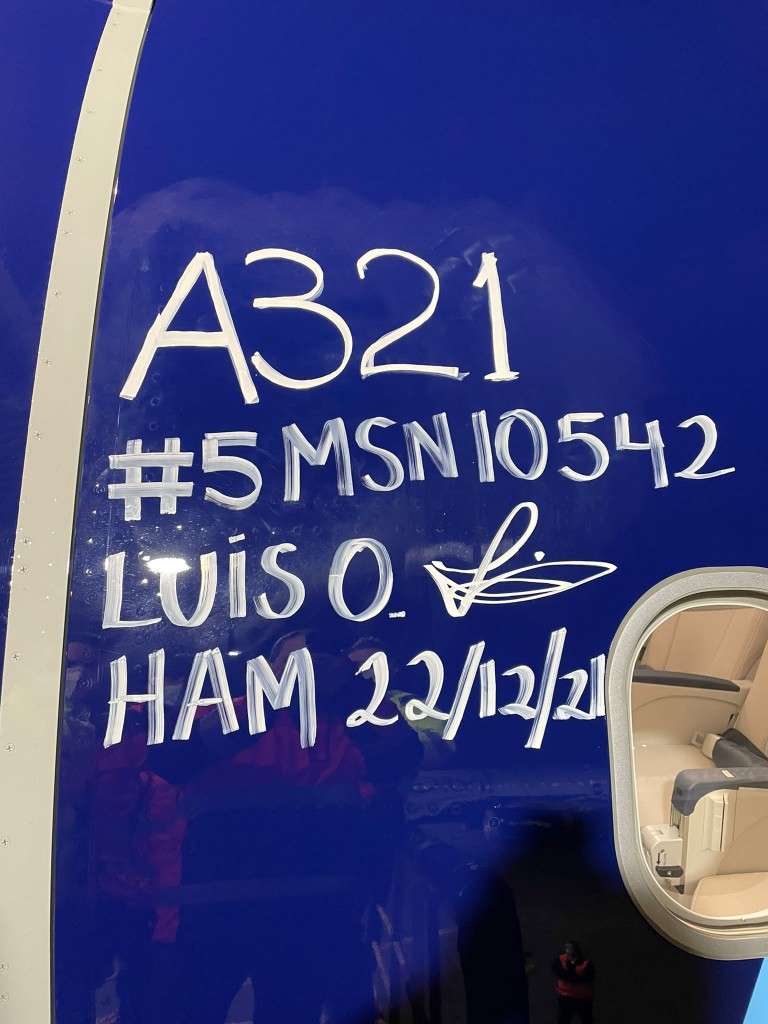 A321
#5 MSN 10542
LUiS O.
HAM 22/12/21